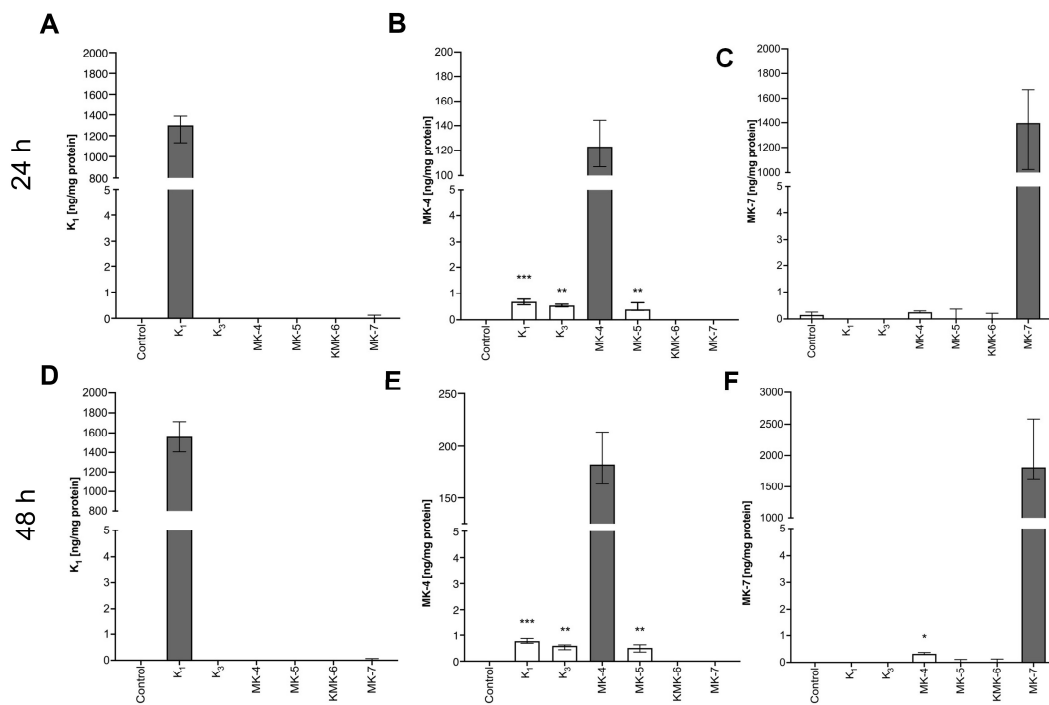 24 h
A
K1 [ng/mg protein]
2000
1800
1600
1400
1200
1000
800
5
4
3
2
1
0
Control
K1
K3
MK-4
MK-5
KMK-6
MK-7
B
MK-4 [ng/mg protein]
200
180
160
140
120
100
5
4
3
2
1
0
***
**
**
Control
K1
K3
MK-4
MK-5
KMK-6
MK-7
C
MK-7 [ng/mg protein]
2000
1800
1600
1400
1200
1000
5
4
3
2
1
0
Control
K1
K3
MK-4
MK-5
KMK-6
MK-7
48 h
D
K1 [ng/mg protein]
2000
1800
1600
1400
1200
1000
800
5
4
3
2
1
0
Control
K1
K3
MK-4
MK-5
KMK-6
MK-7
E
MK-4 [ng/mg protein]
250
200
150
5
4
3
2
1
0
***
**
**
Control
K1
K3
MK-4
MK-5
KMK-6
MK-7
F
MK-7 [ng/mg protein]
3000
2500
2000
1500
1000
5
4
3
2
1
0
*
Control
K1
K3
MK-4
MK-5
KMK-6
MK-7